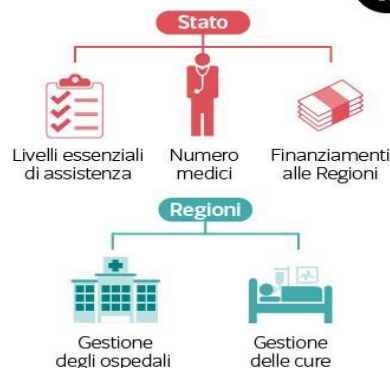 Stato
Livelli essenziali
di assistenza
Numero
medici
Finanziamenti
alle Regioni
Regioni
Gestione
degli ospedali
Gestione
delle cure